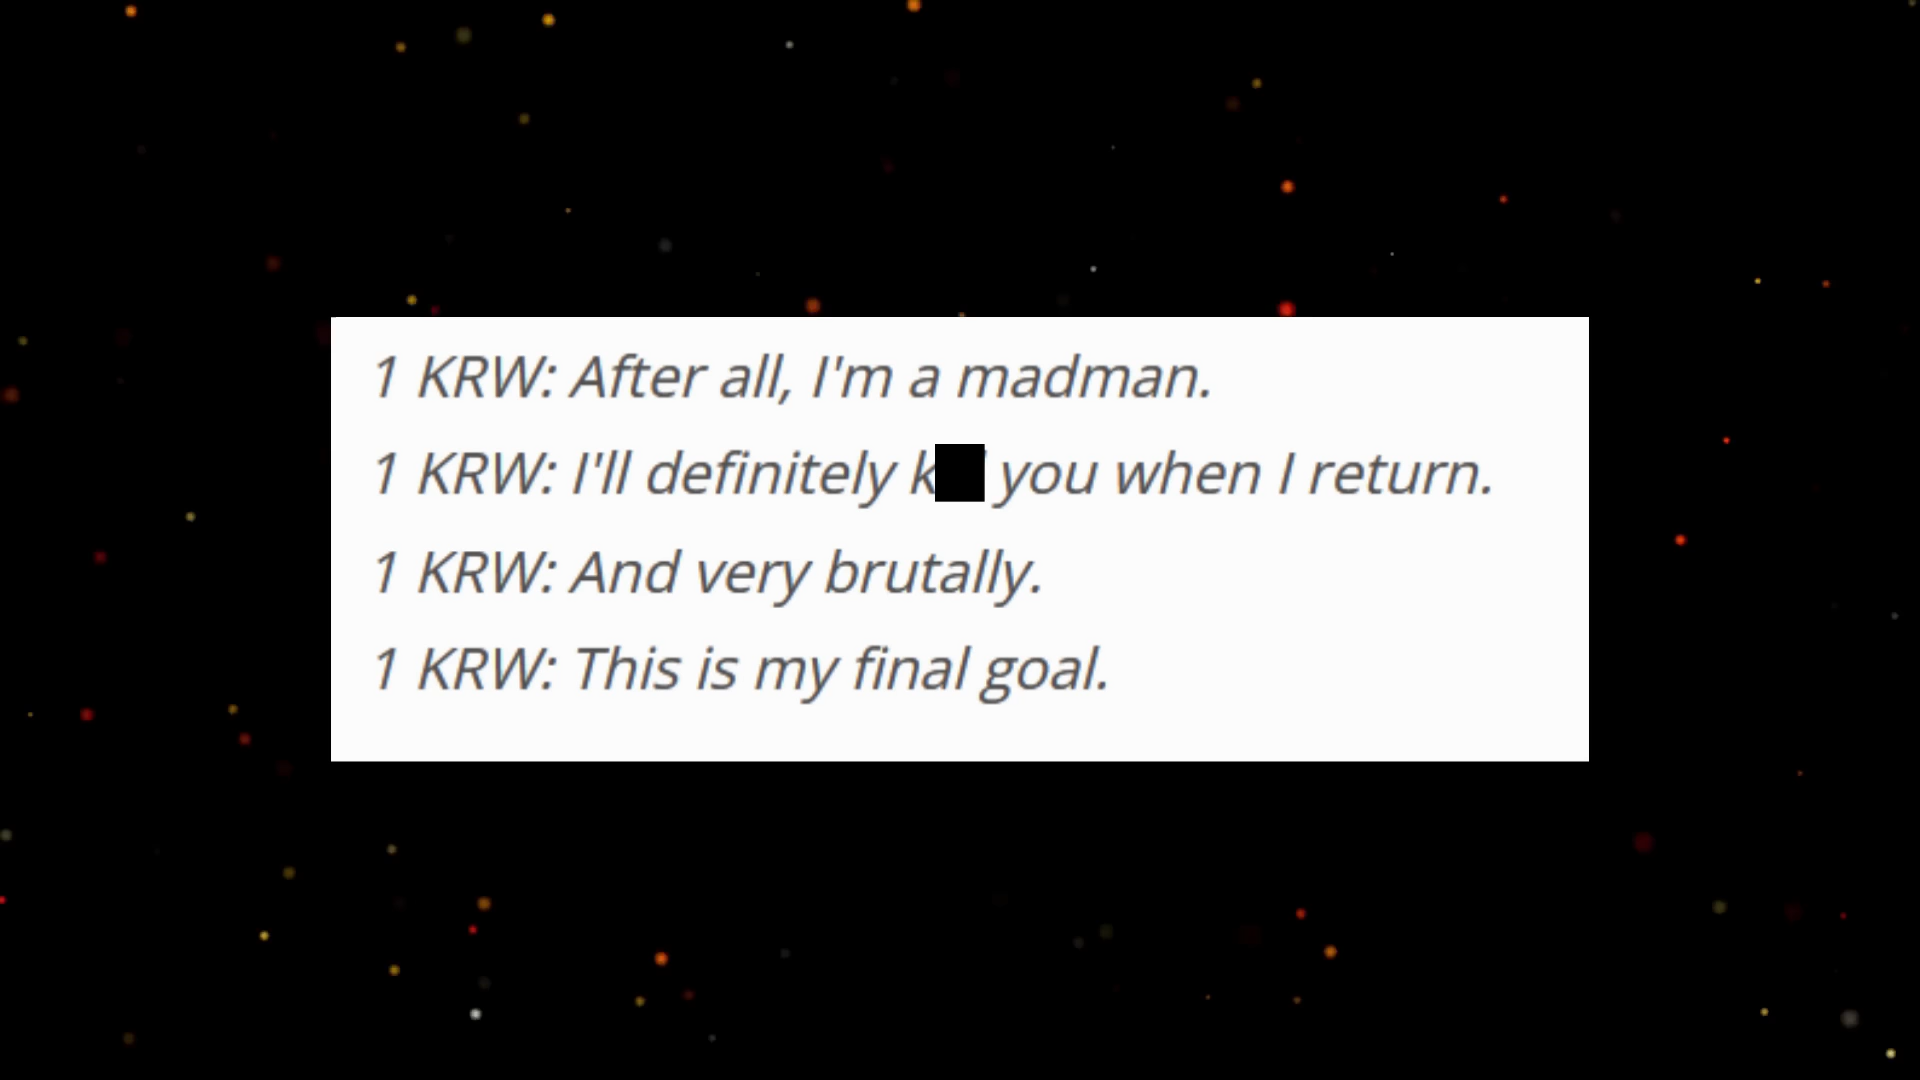 1 KRW: After all, I'm a madman.
1 KRW: I'll definitely you when I return.
1 KRW: And very brutally.
1 KRW: This is my final goal.